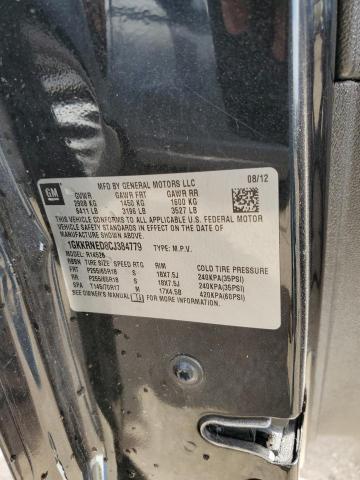 GM
MFD BY GENERAL MOTORS LLC 08/12
GVWR GAWR FRT GAWR RR
2908 KG 1450 KG 1600 KG
6411 LB 3196 LB 3527 LB
THIS VEHICLE CONFORMS TO ALL APPLICABLE U.S. FEDERAL MOTOR
VEHICLE SAFETY STANDARDS IN EFFECT ON THE DATE OF
MANUFACTURE SHOWN ABOVE.
1GKKRNED8CJ384779 TYPE: M.P.V.
MODEL: R14526
TIRE SIZE SPEED RTG RIM COLD TIRE PRESSURE
FRT P255/65R18 S 18X7.5J 240KPA(35PSI)
RR P255/65R18 S 18X7.5J 240KPA(35PSI)
SPA T145/70R17 M 17X4.5B 420KPA(60PSI)
SEE OWNER'S MANUAL FOR MORE INFORMATION.